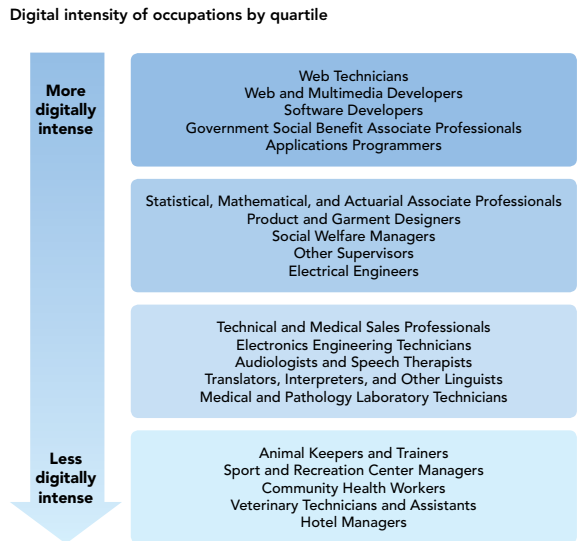 Digital intensity of occupations by quartile
More
digitally
intense
Web Technicians
Web and Multimedia Developers
Software Developers
Government Social Benefit Associate Professionals
Applications Programmers
Statistical, Mathematical, and Actuarial Associate Professionals
Product and Garment Designers
Social Welfare Managers
Other Supervisors
Electrical Engineers
Technical and Medical Sales Professionals
Electronics Engineering Technicians
Audiologists and Speech Therapists
Translators, Interpreters, and Other Linguists
Medical and Pathology Laboratory Technicians
Less
digitally
intense
Animal Keepers and Trainers
Sport and Recreation Center Managers
Community Health Workers
Veterinary Technicians and Assistants
Hotel Managers